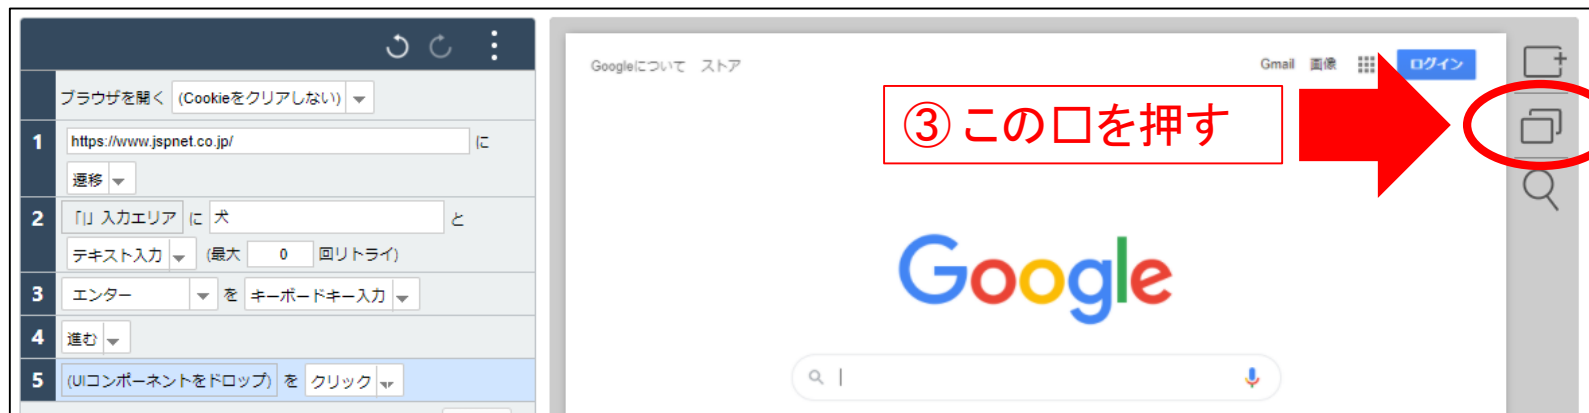 ブラウザを開く (Cookieをクリアしない)
1 https://www.jspnet.co.jp/ に
遷移
2 「|」入力エリア に 犬 と
テキスト入力 (最大 0 回リトライ)
3 エンター を キーボードキー入力
4 進む
5 (UIコンポーネントをドロップ) を クリック
Googleについて ストア Gmail 画像 ログイン
③ この□を押す
Google